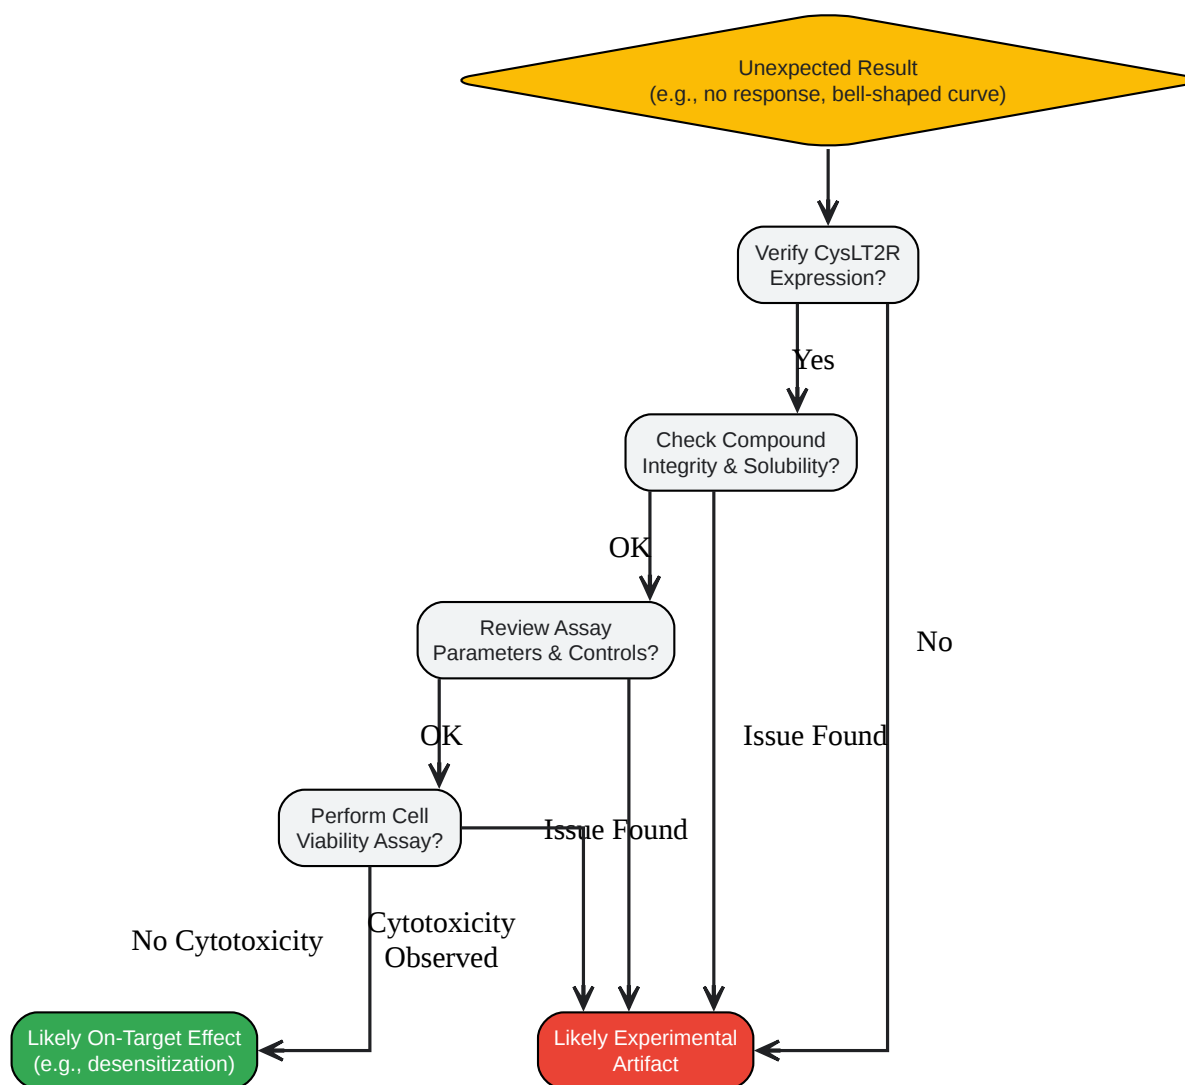 Unexpected Result
(e.g., no response, bell-shaped curve)
Verify CysLT2R
Expression?
Yes
Check Compound
Integrity & Solubility?
OK
Review Assay
Parameters & Controls?
No
OK
Issue Found
Perform Cell
Viability Assay?
Issue Found
No Cytotoxicity
Cytotoxicity
Observed
Likely On-Target Effect
(e.g., desensitization)
Likely Experimental
Artifact